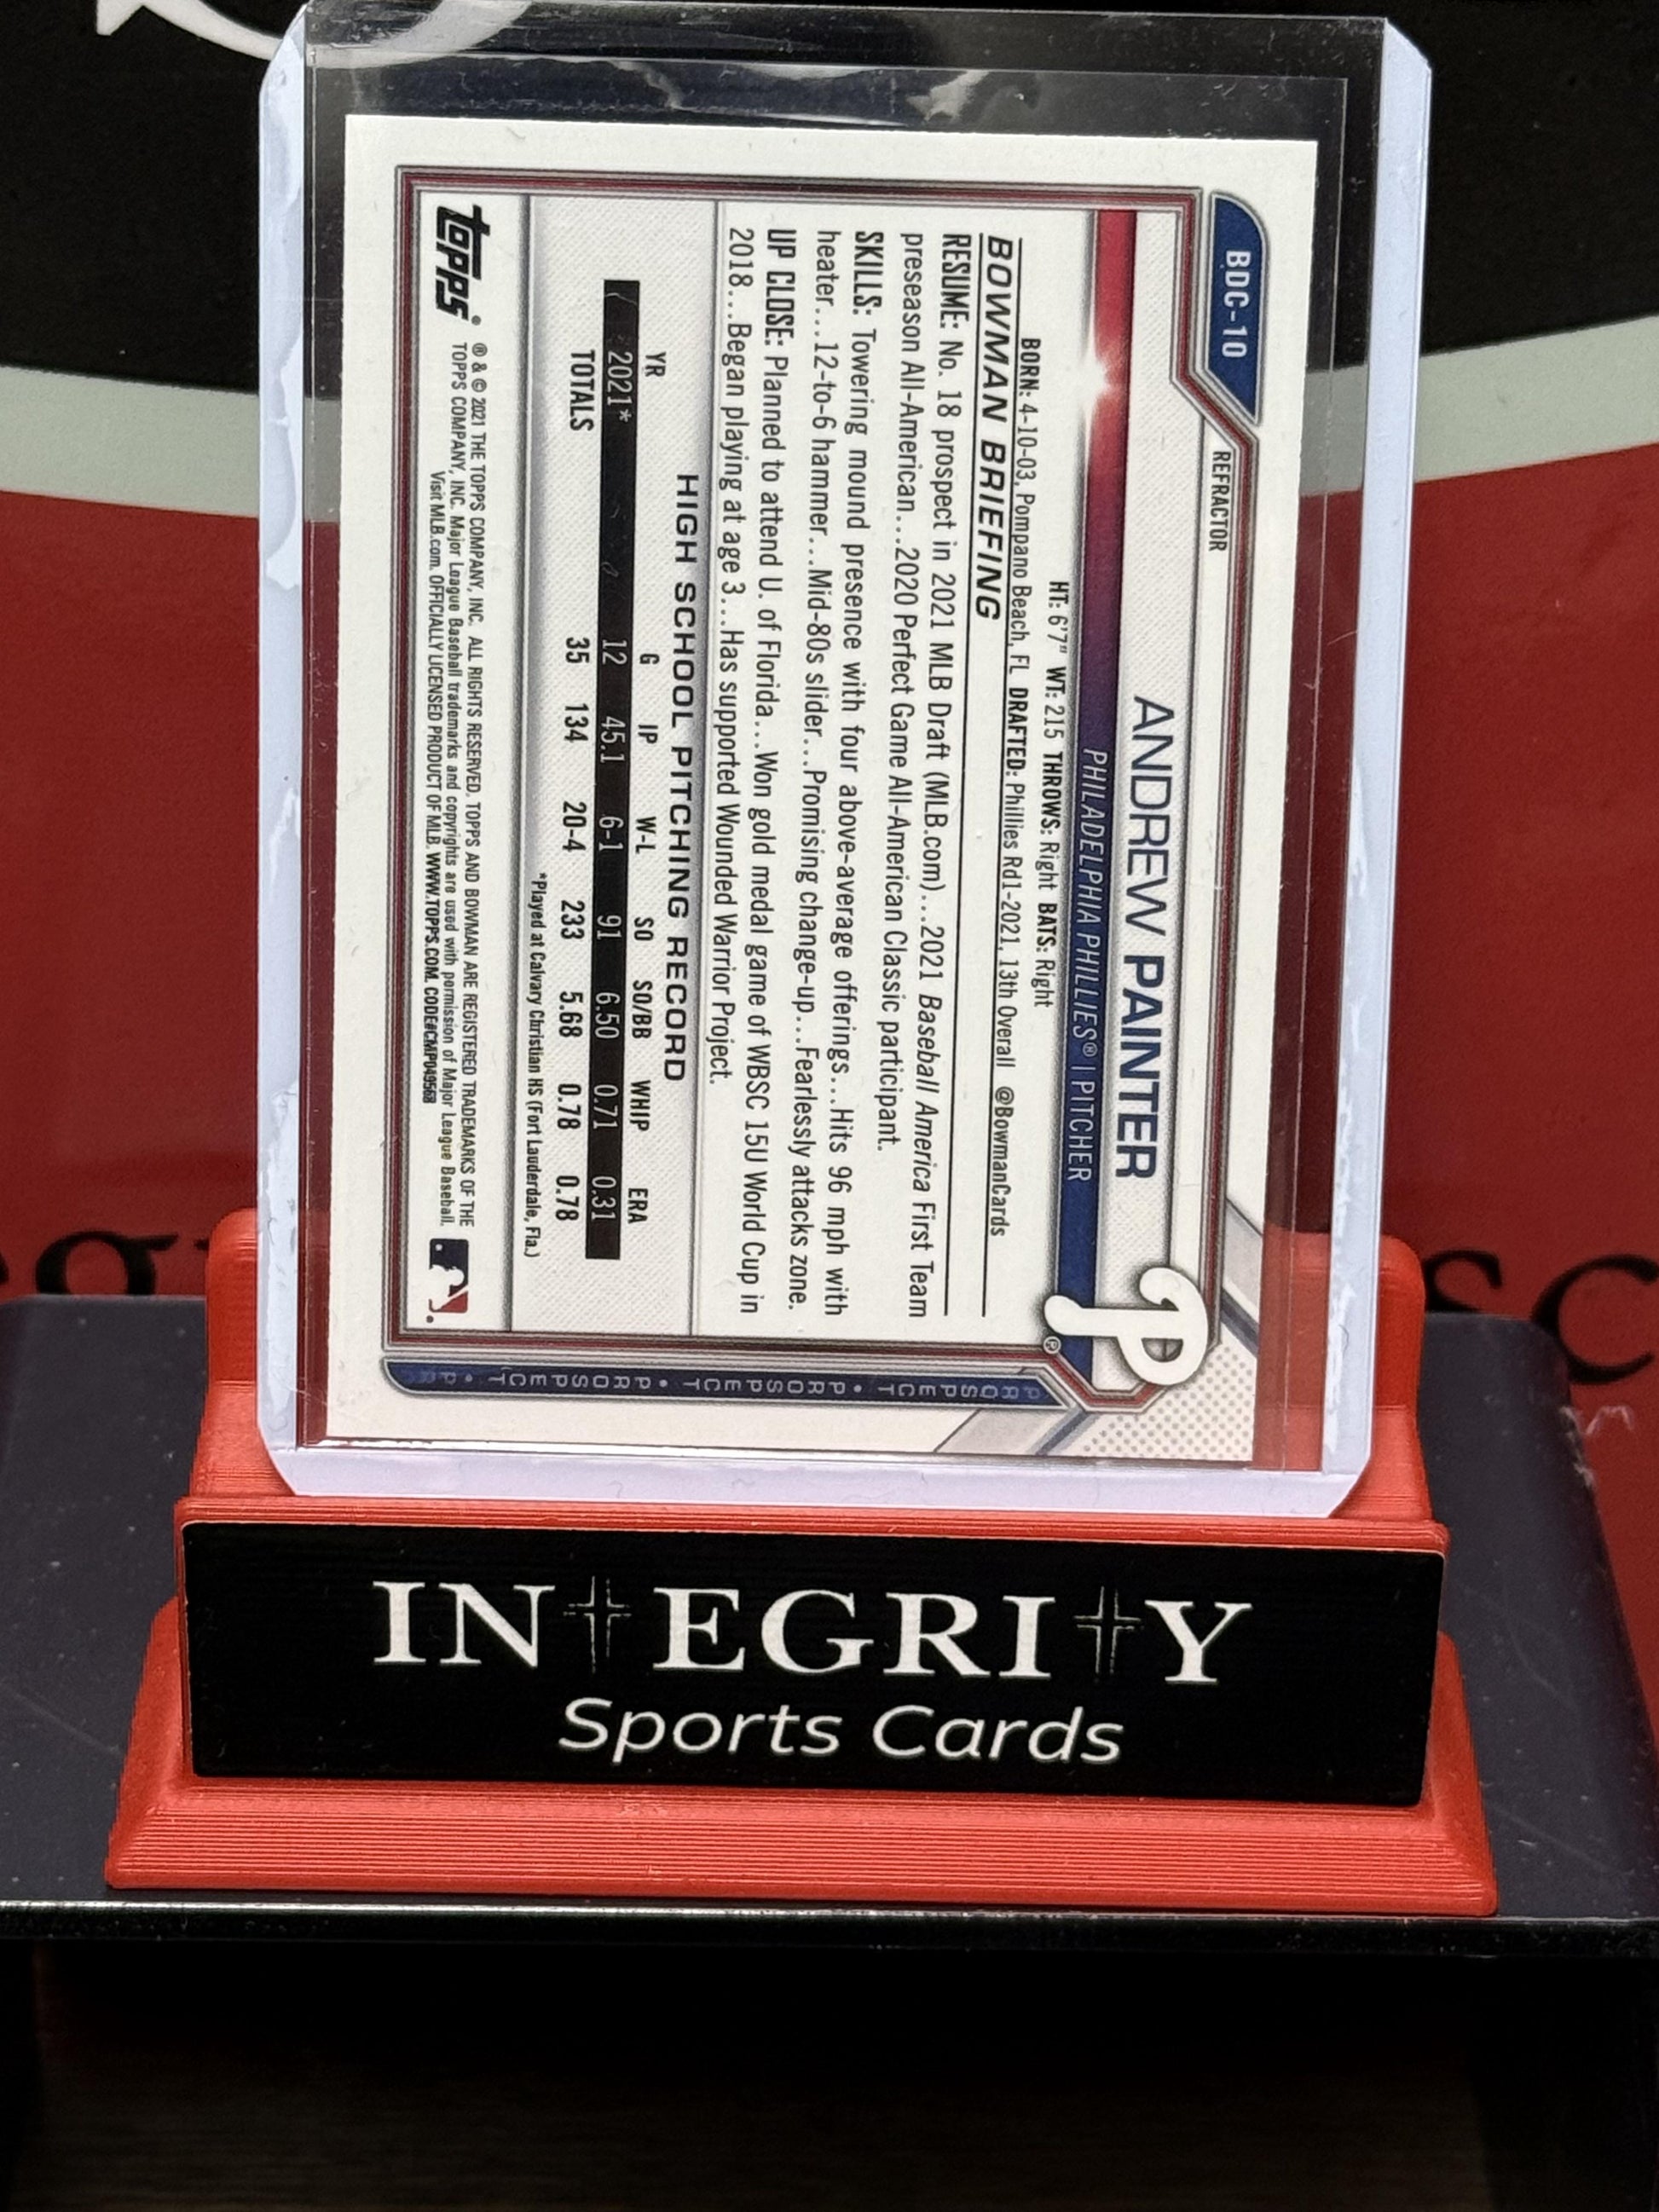 BDC-10
REFRACTOR
ANDREW PAINTER
PHILADELPHIA PHILLIES® | PITCHER
HT: 6'7" WT: 215 THROWS: Right BATS: Right
BORN: 4-10-03, Pompano Beach, FL DRAFTED: Phillies Rd1-2021, 13th Overall @BowmanCards
BOWMAN BRIEFING
RESUME: No. 18 prospect in 2021 MLB Draft (MLB.com)...2021 Baseball America First Team
preseason All-American...2020 Perfect Game All-American Classic participant.
SKILLS: Towering mound presence with four above-average offerings...Hits 96 mph with
heater...12-to-6 hammer...Mid-80s slider...Promising change-up...Fearlessly attacks zone.
UP CLOSE: Planned to attend U. of Florida...Won gold medal game of WBSC 15U World Cup in
2018...Began playing at age 3...Has supported Wounded Warrior Project.
HIGH SCHOOL PITCHING RECORD
YR G IP W-L SO SO/BB WHIP ERA
2021* 12 45.1 6-1 91 6.50 0.71 0.31
TOTALS 35 134 20-4 233 5.68 0.78 0.78
*Played at Calvary Christian HS (Fort Lauderdale, Fla.)
topps®
® & © 2021 THE TOPPS COMPANY, INC. ALL RIGHTS RESERVED. TOPPS AND BOWMAN ARE REGISTERED TRADEMARKS OF THE
TOPPS COMPANY, INC. Major League Baseball trademarks and copyrights are used with permission of Major League Baseball.
Visit MLB.com. OFFICIALLY LICENSED PRODUCT OF MLB. WWW.TOPPS.COM. CODE#CMP049568
P
PROSPECT • PROSPECT • PROSPECT • PR
INTEGRITY
Sports Cards